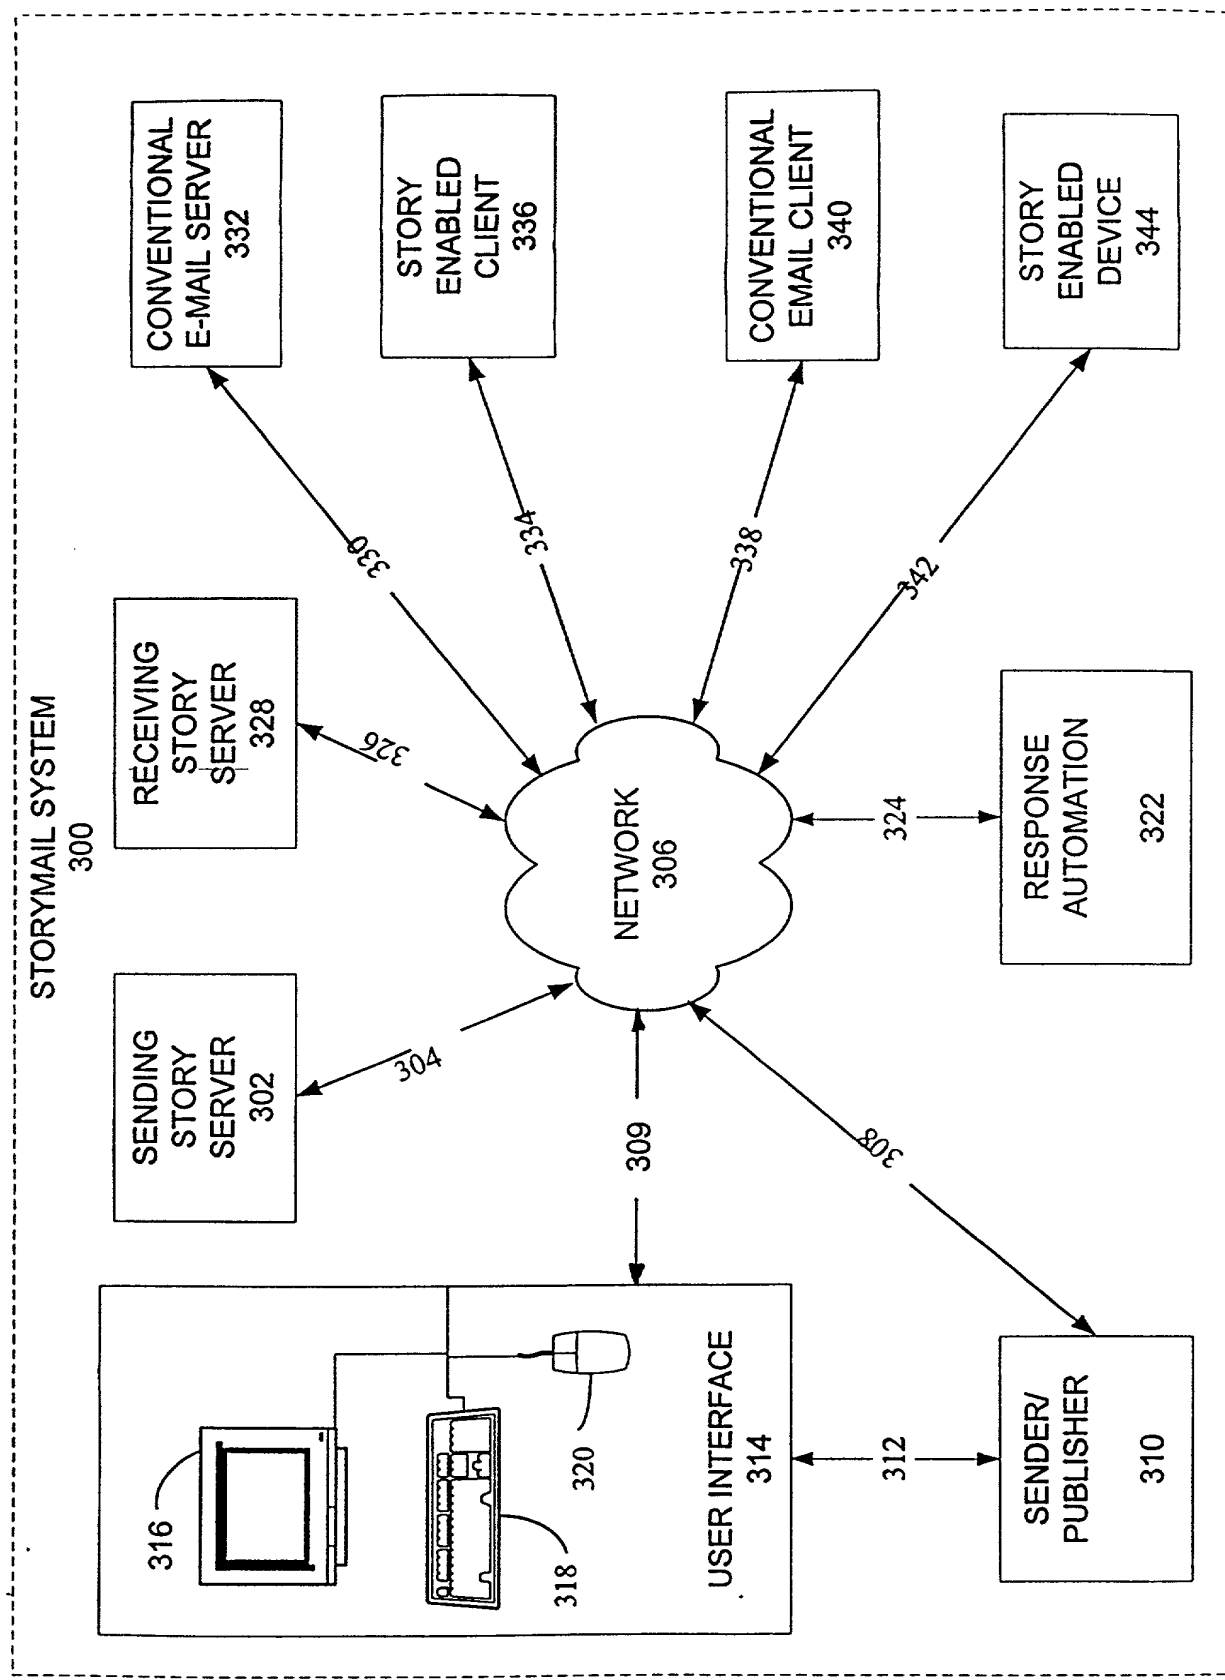 STORYMAIL SYSTEM
300
316
318
320
USER INTERFACE
314
SENDING
STORY
SERVER
302
RECEIVING
STORY
SERVER
328
CONVENTIONAL
E-MAIL SERVER
332
STORY
ENABLED
CLIENT
336
CONVENTIONAL
EMAIL CLIENT
340
STORY
ENABLED
DEVICE
344
304
326
330
334
338
342
309
NETWORK
306
308
324
312
SENDER/
PUBLISHER
310
RESPONSE
AUTOMATION
322